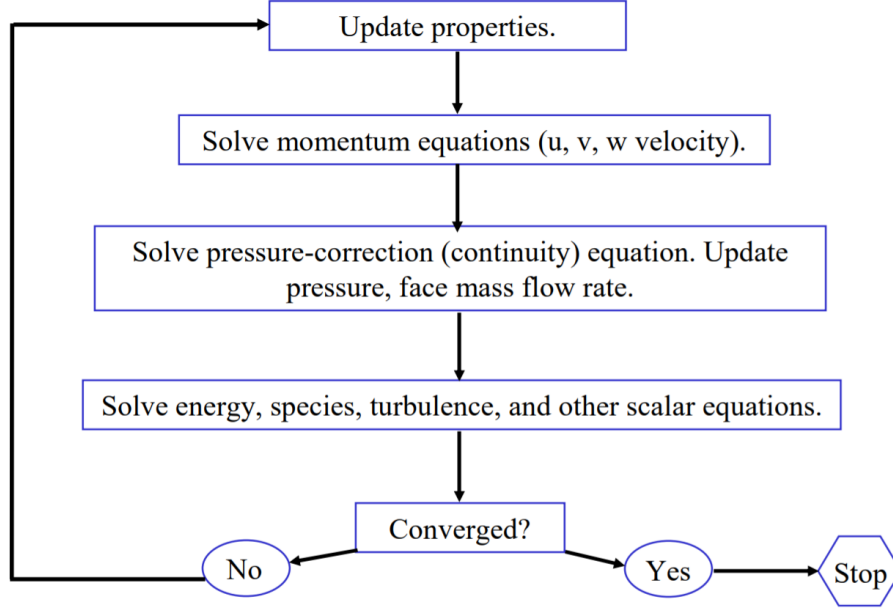 Update properties.
Solve momentum equations (u, v, w velocity).
Solve pressure-correction (continuity) equation. Update
pressure, face mass flow rate.
Solve energy, species, turbulence, and other scalar equations.
Converged?
No
Yes
Stop